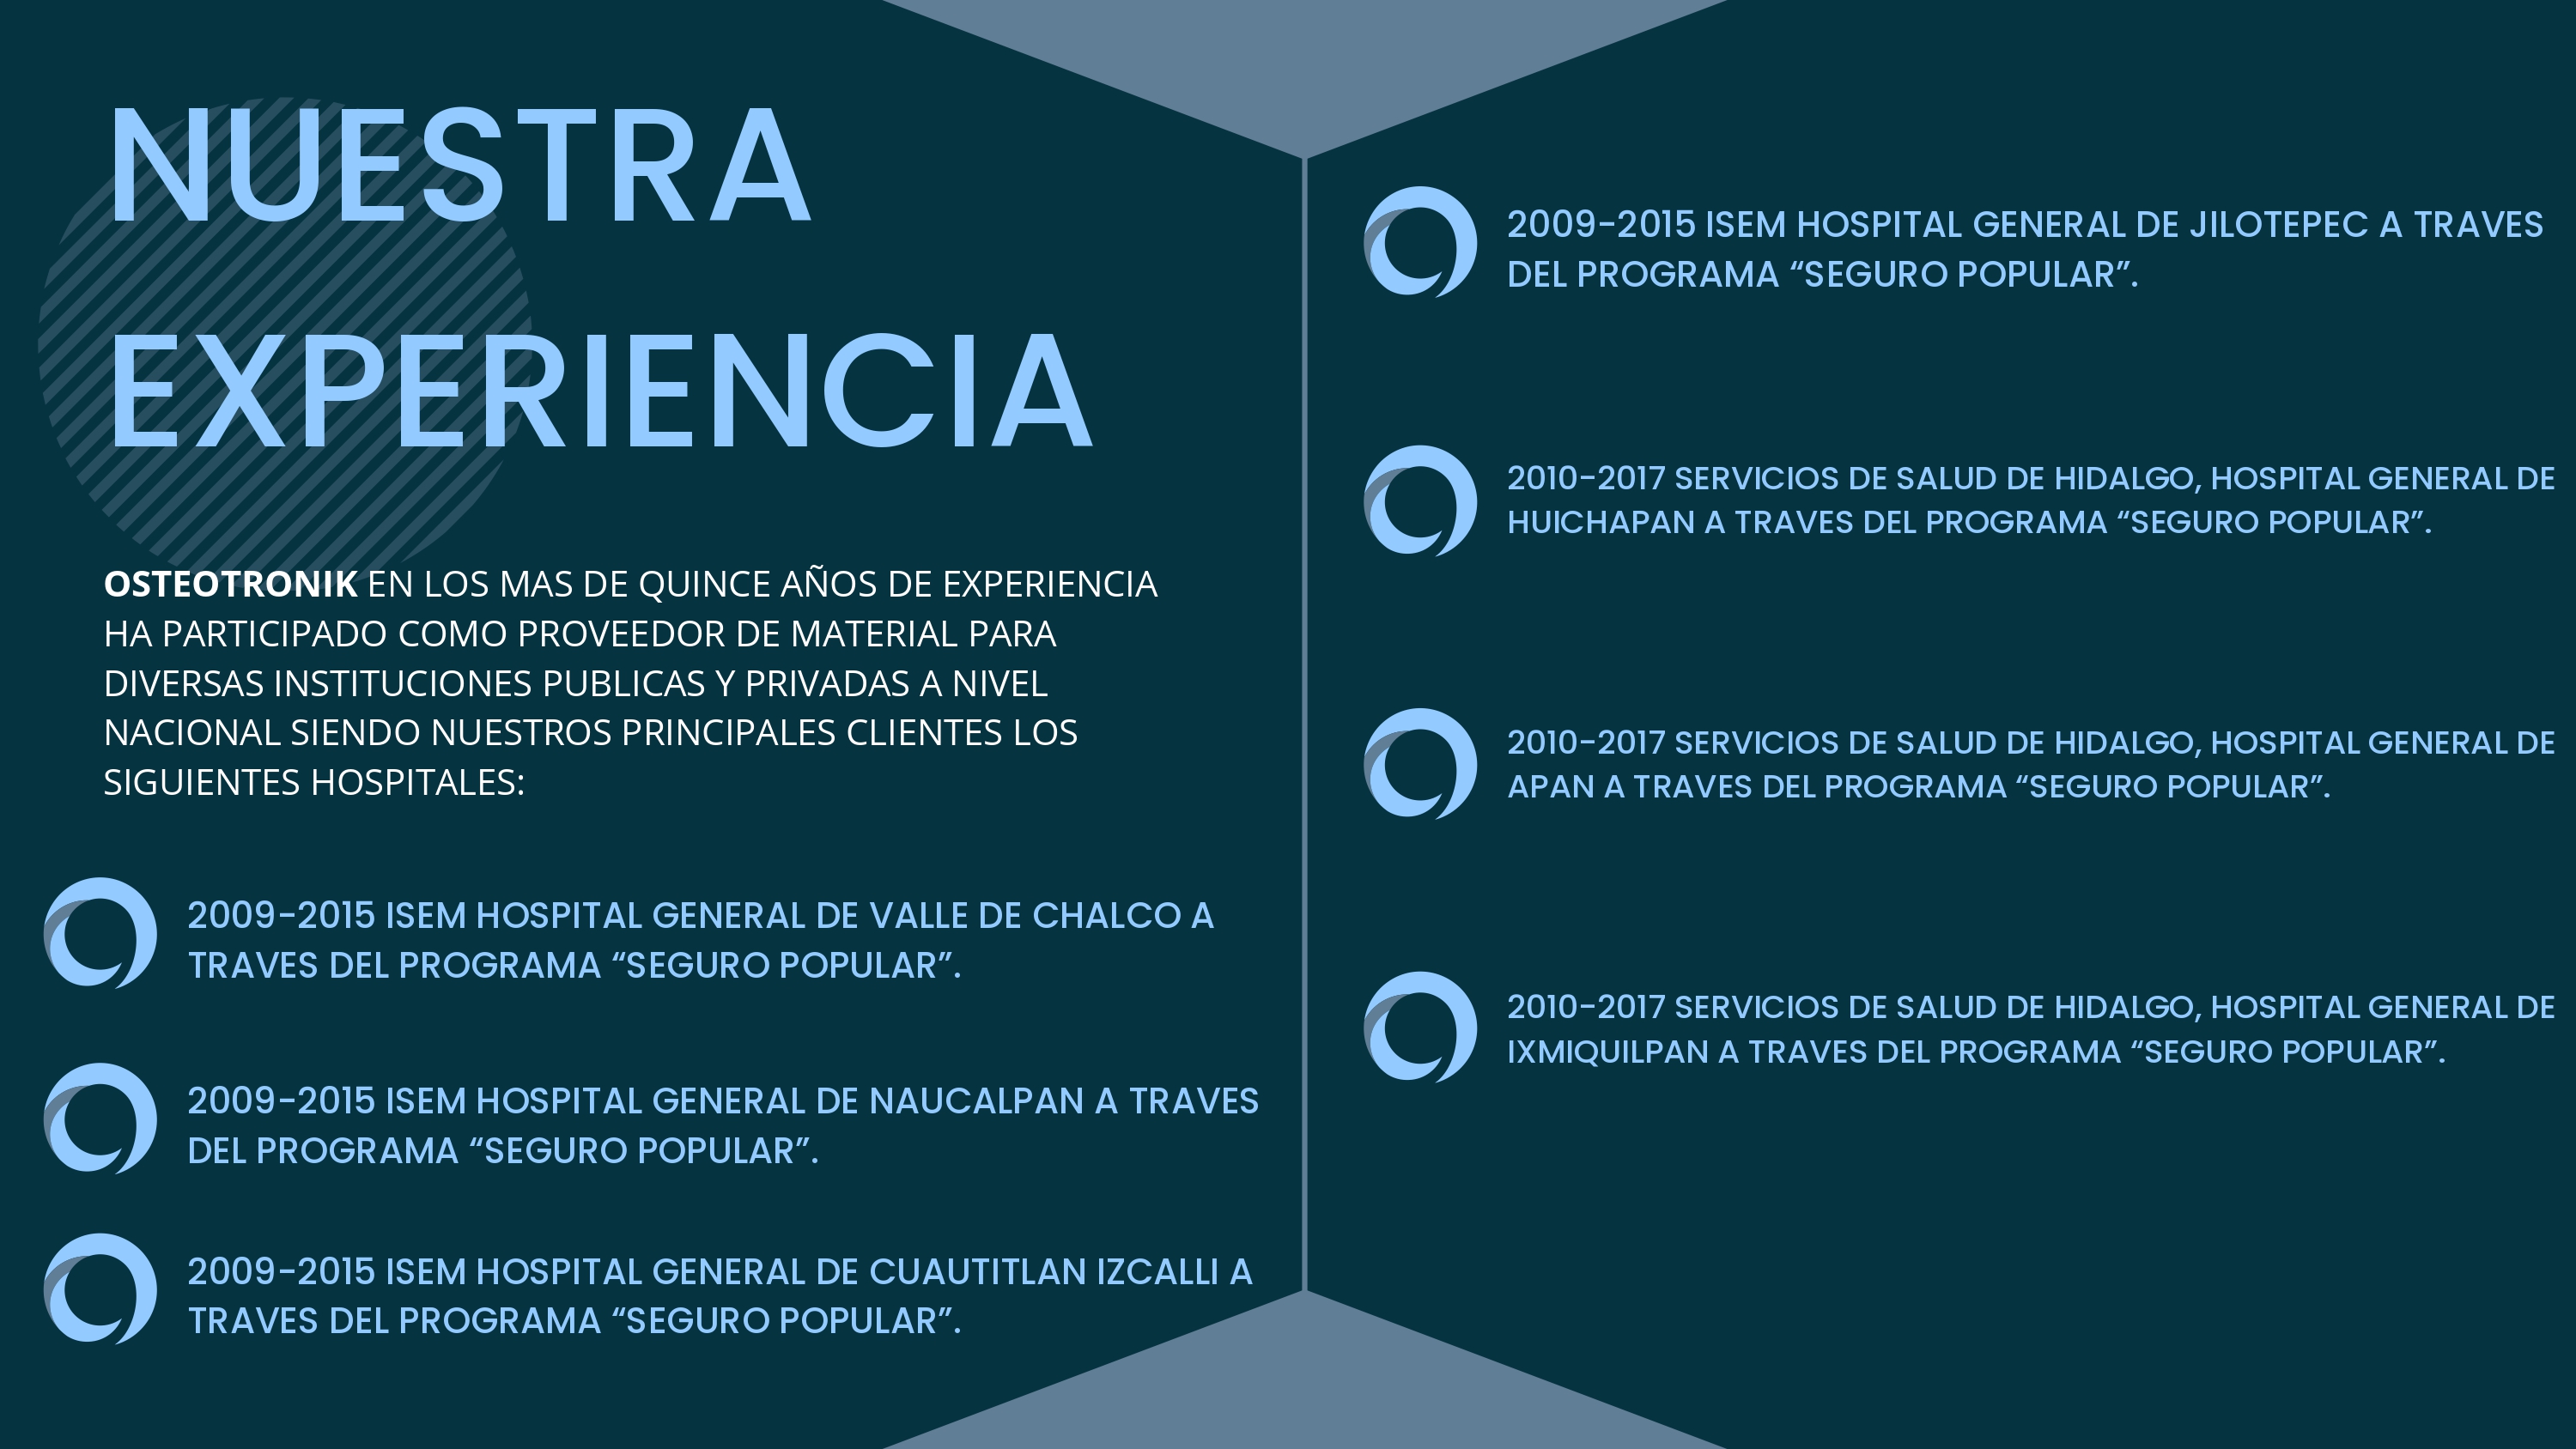 NUESTRA
EXPERIENCIA
OSTEOTRONIK EN LOS MAS DE QUINCE AÑOS DE EXPERIENCIA
HA PARTICIPADO COMO PROVEEDOR DE MATERIAL PARA
DIVERSAS INSTITUCIONES PUBLICAS Y PRIVADAS A NIVEL
NACIONAL SIENDO NUESTROS PRINCIPALES CLIENTES LOS
SIGUIENTES HOSPITALES:
2009-2015 ISEM HOSPITAL GENERAL DE VALLE DE CHALCO A
TRAVES DEL PROGRAMA “SEGURO POPULAR”.
2009-2015 ISEM HOSPITAL GENERAL DE NAUCALPAN A TRAVES
DEL PROGRAMA “SEGURO POPULAR”.
2009-2015 ISEM HOSPITAL GENERAL DE CUAUTITLAN IZCALLI A
TRAVES DEL PROGRAMA “SEGURO POPULAR”.
2009-2015 ISEM HOSPITAL GENERAL DE JILOTEPEC A TRAVES
DEL PROGRAMA “SEGURO POPULAR”.
2010-2017 SERVICIOS DE SALUD DE HIDALGO, HOSPITAL GENERAL DE
HUICHAPAN A TRAVES DEL PROGRAMA “SEGURO POPULAR”.
2010-2017 SERVICIOS DE SALUD DE HIDALGO, HOSPITAL GENERAL DE
APAN A TRAVES DEL PROGRAMA “SEGURO POPULAR”.
2010-2017 SERVICIOS DE SALUD DE HIDALGO, HOSPITAL GENERAL DE
IXMIQUILPAN A TRAVES DEL PROGRAMA “SEGURO POPULAR”.